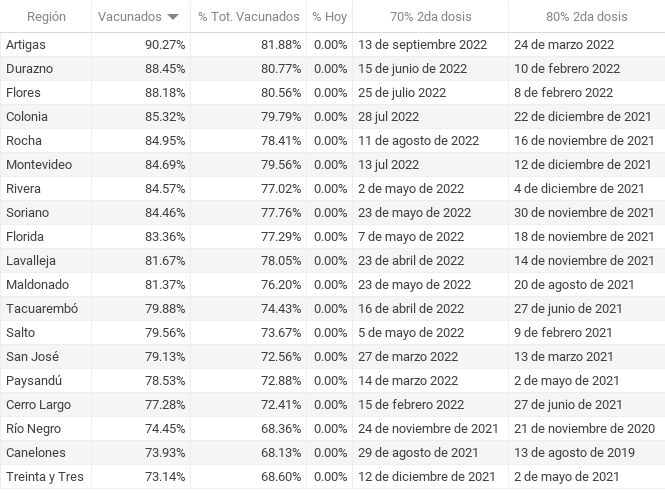 Región Vacunados % Tot. Vacunados % Hoy 70% 2da dosis 80% 2da dosis
Artigas 90.27% 81.88% 0.00% 13 de septiembre 2022 24 de marzo 2022
Durazno 88.45% 80.77% 0.00% 15 de junio de 2022 10 de febrero 2022
Flores 88.18% 80.56% 0.00% 25 de julio 2022 8 de febrero 2022
Colonia 85.32% 79.79% 0.00% 28 jul 2022 22 de diciembre de 2021
Rocha 84.95% 78.41% 0.00% 11 de agosto de 2022 16 de noviembre de 2021
Montevideo 84.69% 79.56% 0.00% 13 jul 2022 12 de diciembre de 2021
Rivera 84.57% 77.02% 0.00% 2 de mayo de 2022 4 de diciembre de 2021
Soriano 84.46% 77.76% 0.00% 23 de mayo de 2022 30 de noviembre de 2021
Florida 83.36% 77.29% 0.00% 7 de mayo de 2022 18 de noviembre de 2021
Lavalleja 81.67% 78.05% 0.00% 23 de abril de 2022 14 de noviembre de 2021
Maldonado 81.37% 76.20% 0.00% 23 de mayo de 2022 20 de agosto de 2021
Tacuarembó 79.88% 74.43% 0.00% 16 de abril de 2022 27 de junio de 2021
Salto 79.56% 73.67% 0.00% 5 de mayo de 2022 9 de febrero 2021
San José 79.13% 72.56% 0.00% 27 de marzo 2022 13 de marzo 2021
Paysandú 78.53% 72.88% 0.00% 14 de marzo 2022 2 de mayo de 2021
Cerro Largo 77.28% 72.41% 0.00% 15 de febrero 2022 27 de junio de 2021
Río Negro 74.45% 68.36% 0.00% 24 de noviembre de 2021 21 de noviembre de 2020
Canelones 73.93% 68.13% 0.00% 29 de agosto de 2021 13 de agosto de 2019
Treinta y Tres 73.14% 68.60% 0.00% 12 de diciembre de 2021 2 de mayo de 2021